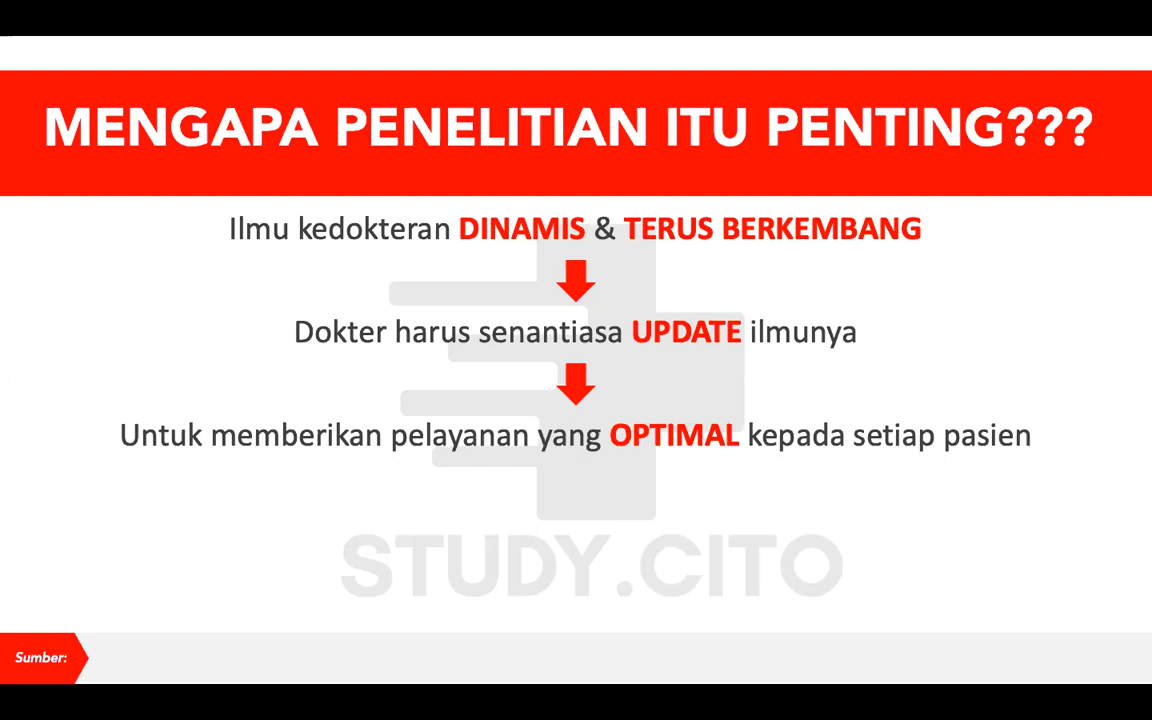 MENGAPA PENELITIAN ITU PENTING???
Ilmu kedokteran DINAMIS & TERUS BERKEMBANG
Dokter harus senantiasa UPDATE ilmunya
Untuk memberikan pelayanan yang OPTIMAL kepada setiap pasien
STUDY.CITO
Sumber: